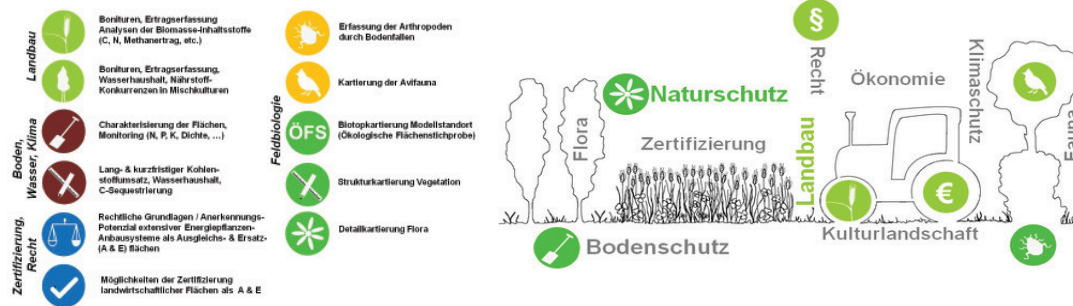 Landbau
Bonituren, Ertragserfassung
Analysen der Biomasse-Inhaltsstoffe
(C, N, Methanertrag, etc.)
Bonituren, Ertragserfassung,
Wasserhaushalt, Nährstoff-
Konkurrenzen in Mischkulturen
Boden,
Wasser, Klima
Charakterisierung der Flächen,
Monitoring (N, P, K, Dichte, ...)
Lang- & kurzfristiger Kohlen-
stoffumsatz, Wasserhaushalt,
C-Sequestrierung
Zertifizierung,
Recht
Rechtliche Grundlagen / Anerkennungs-
Potenzial extensiver Energiepflanzen-
Anbausysteme als Ausgleichs- & Ersatz-
(A & E) flächen
Möglichkeiten der Zertifizierung
landwirtschaftlicher Flächen als A & E
Feldbiologie
Erfassung der Arthropoden
durch Bodenfallen
Kartierung der Avifauna
ÖFS
Biotopkartierung Modellstandort
(Ökologische Flächenstichprobe)
Strukturkartierung Vegetation
Detailkartierung Flora
§
Recht
Ökonomie
Klimaschutz
Naturschutz
Flora
Zertifizierung
Landbau
€
Kulturlandschaft
Bodenschutz